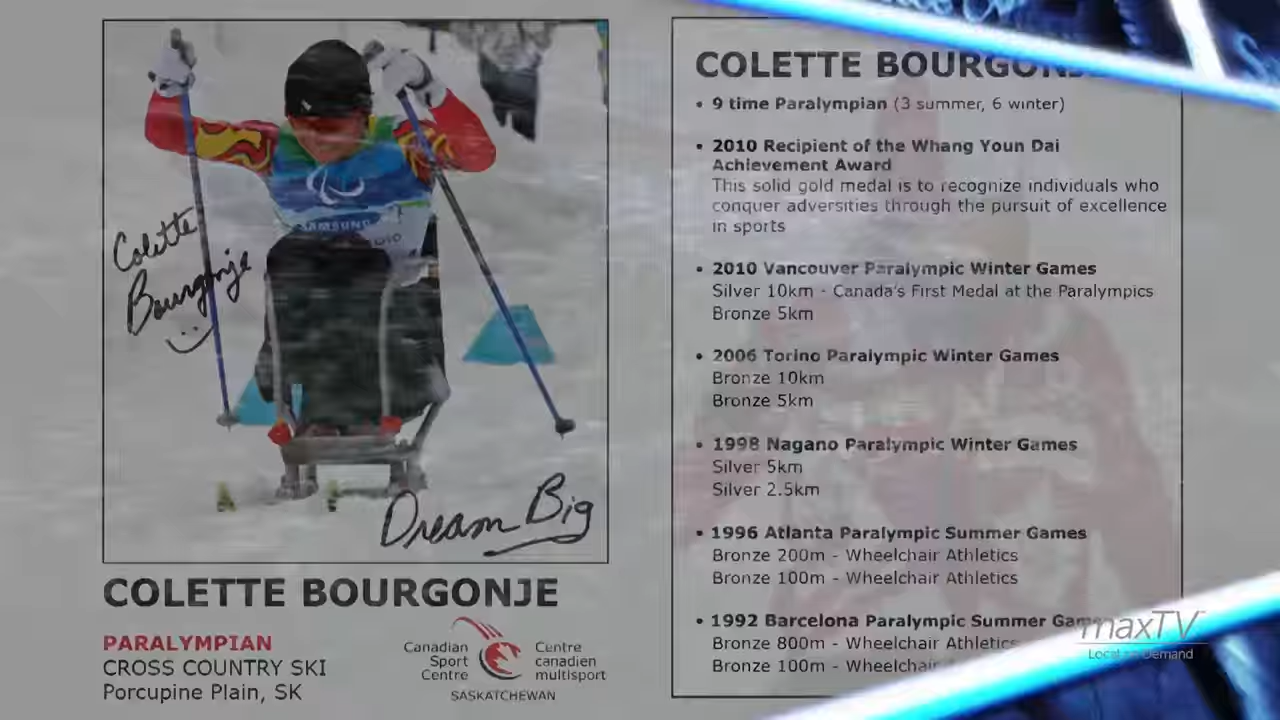 Colette
Bourgonje
SAMSUNG
Dream Big
COLETTE BOURGONJE
PARALYMPIAN
CROSS COUNTRY SKI
Porcupine Plain, SK
Canadian
Sport
Centre
Centre
canadien
multisport
SASKATCHEWAN
COLETTE BOURGONJE
• 9 time Paralympian (3 summer, 6 winter)
• 2010 Recipient of the Whang Youn Dai
Achievement Award
This solid gold medal is to recognize individuals who
conquer adversities through the pursuit of excellence
in sports
• 2010 Vancouver Paralympic Winter Games
Silver 10km - Canada's First Medal at the Paralympics
Bronze 5km
• 2006 Torino Paralympic Winter Games
Bronze 10km
Bronze 5km
• 1998 Nagano Paralympic Winter Games
Silver 5km
Silver 2.5km
• 1996 Atlanta Paralympic Summer Games
Bronze 200m - Wheelchair Athletics
Bronze 100m - Wheelchair Athletics
• 1992 Barcelona Paralympic Summer
Bronze 800m - Wheelchair Athletics
Bronze 100m - Wheelchair
maxTV
Local on Demand